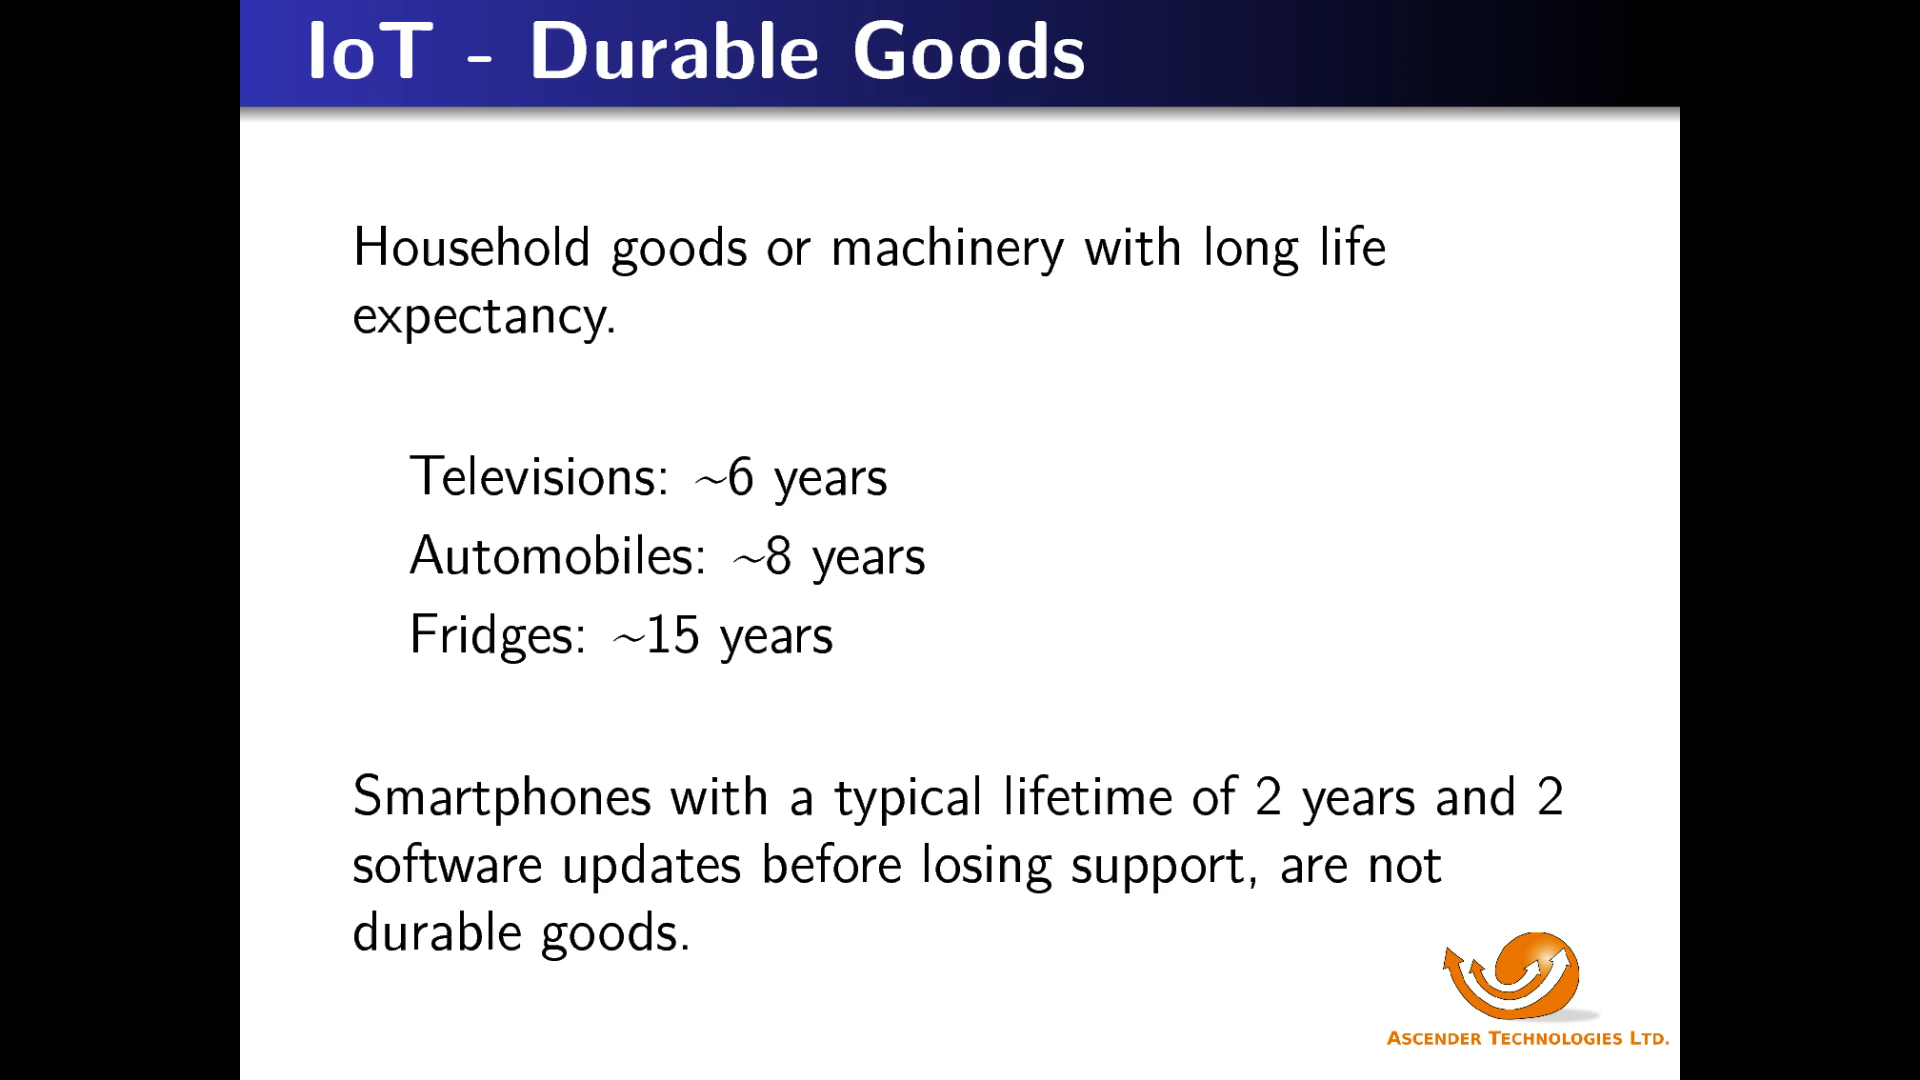 IoT - Durable Goods
Household goods or machinery with long life
expectancy.
Televisions: ~6 years
Automobiles: ~8 years
Fridges: ~15 years
Smartphones with a typical lifetime of 2 years and 2
software updates before losing support, are not
durable goods.
ASCENDER TECHNOLOGIES LTD.